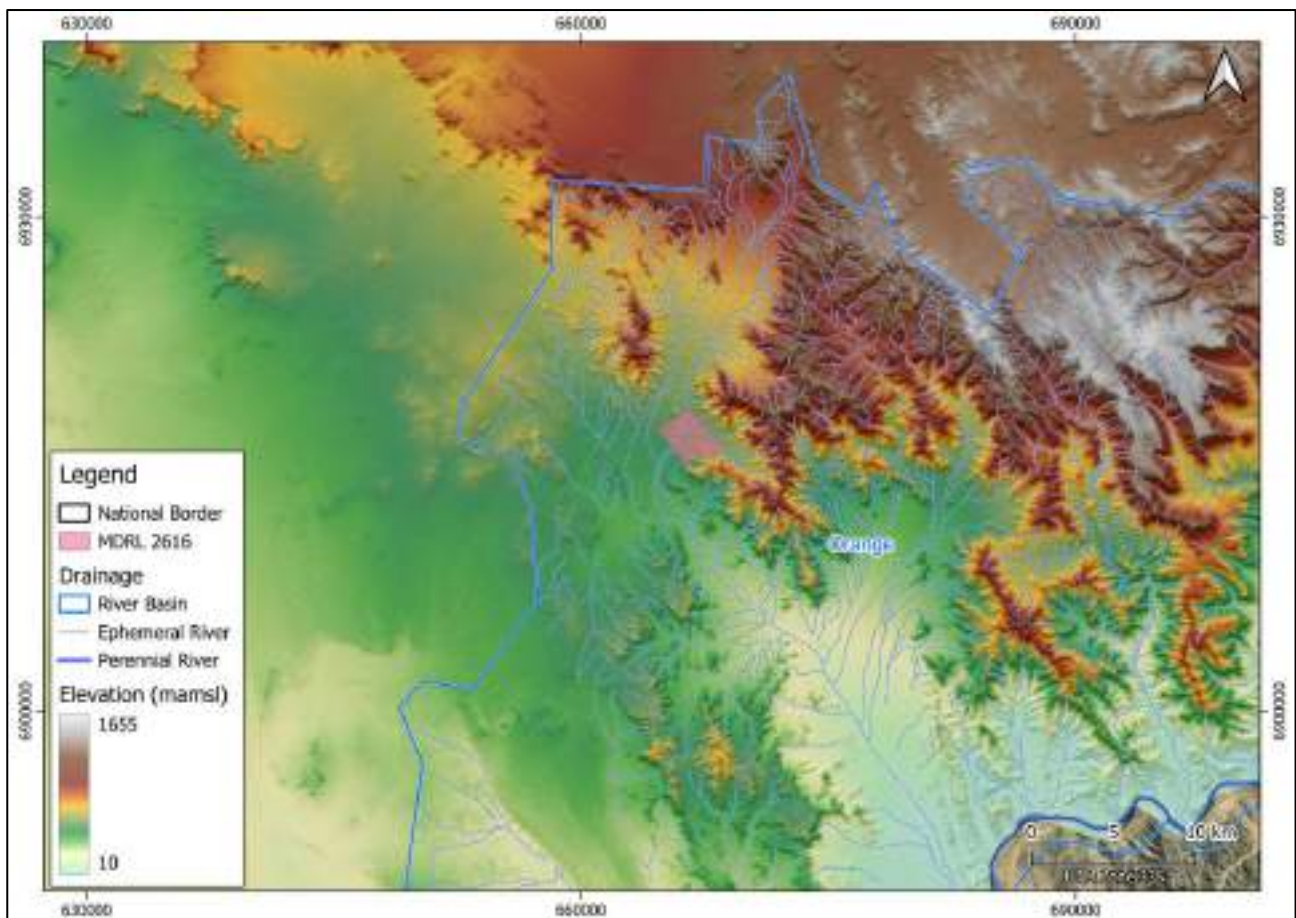 630000 660000 690000
6930000 6930000
Legend
National Border
MDRL 2616
Drainage
River Basin
Ephemeral River
Perennial River
Elevation (mamsl)
1655
10
Orange
6900000 6900000
0 5 10 km
630000 660000 690000